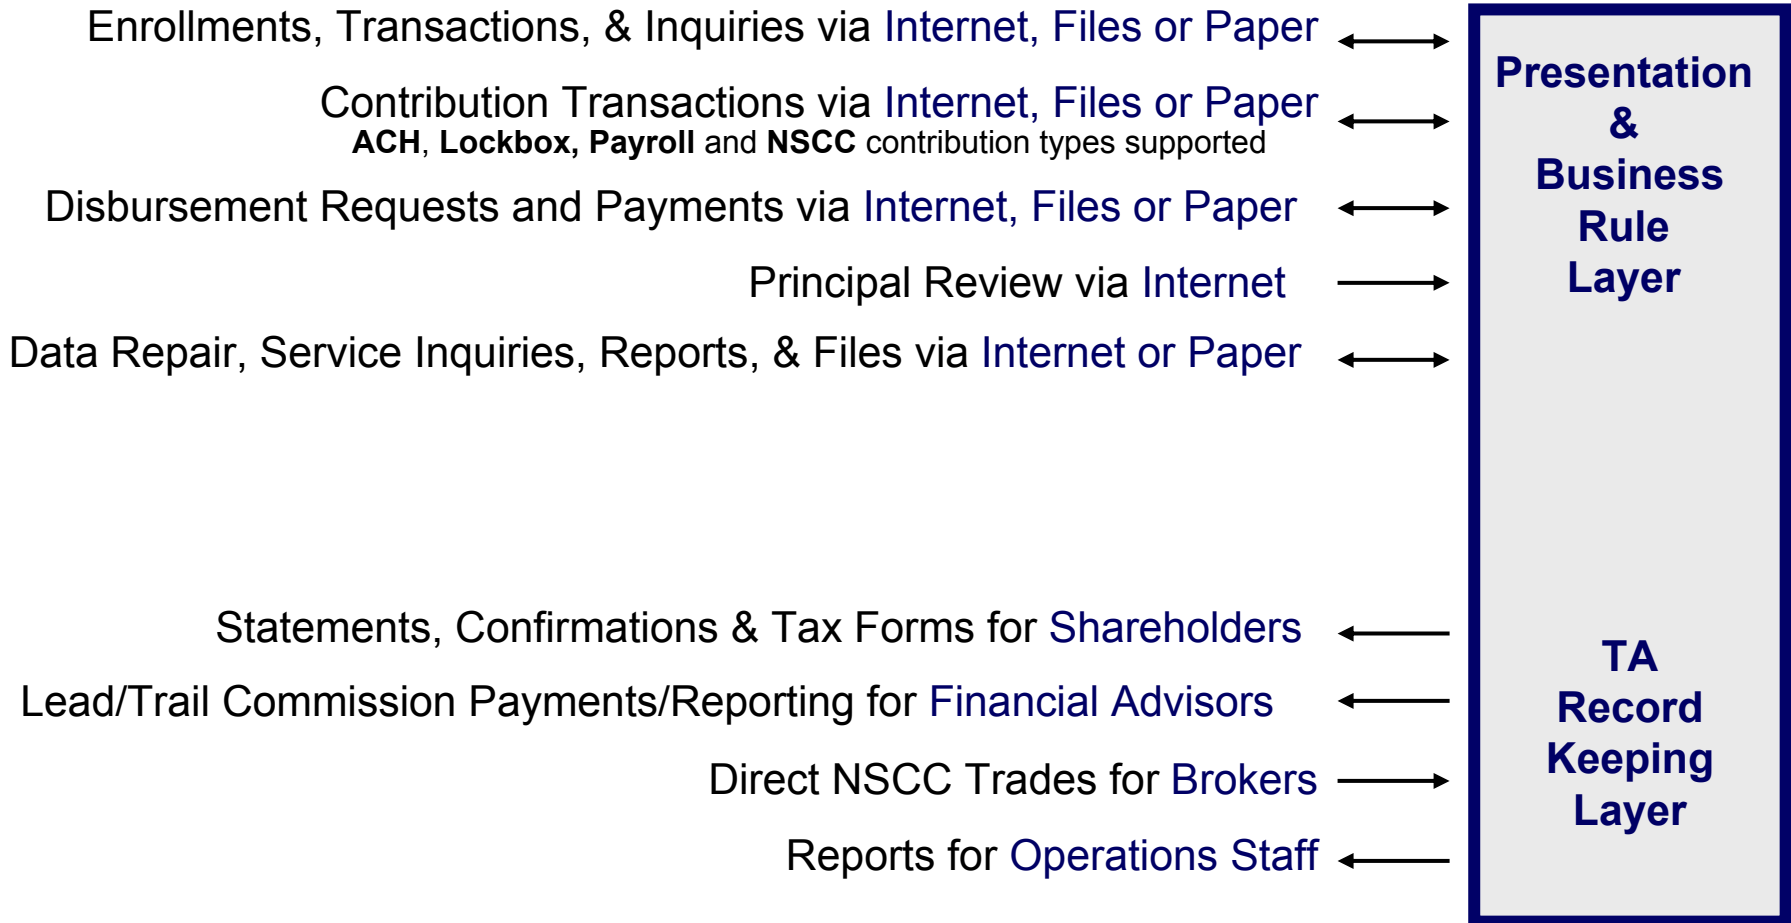 Enrollments, Transactions, & Inquiries via Internet, Files or Paper
Contribution Transactions via Internet, Files or Paper
ACH, Lockbox, Payroll and NSCC contribution types supported
Disbursement Requests and Payments via Internet, Files or Paper
Principal Review via Internet
Data Repair, Service Inquiries, Reports, & Files via Internet or Paper
Statements, Confirmations & Tax Forms for Shareholders
Lead/Trail Commission Payments/Reporting for Financial Advisors
Direct NSCC Trades for Brokers
Reports for Operations Staff
Presentation
&
Business
Rule
Layer
TA
Record
Keeping
Layer